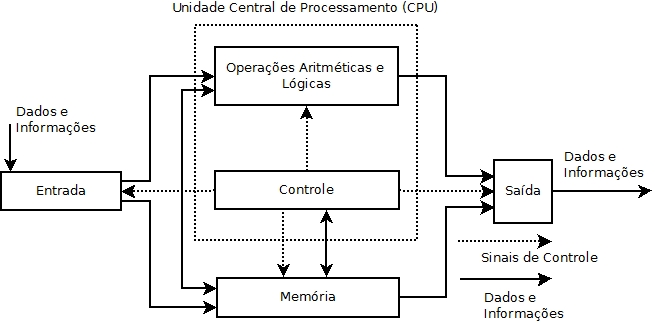 Unidade Central de Processamento (CPU)
Operações Aritméticas e
Lógicas
Dados e
Informações
Entrada
Controle
Saída
Dados e
Informações
Sinais de Controle
Memória
Dados e
Informações